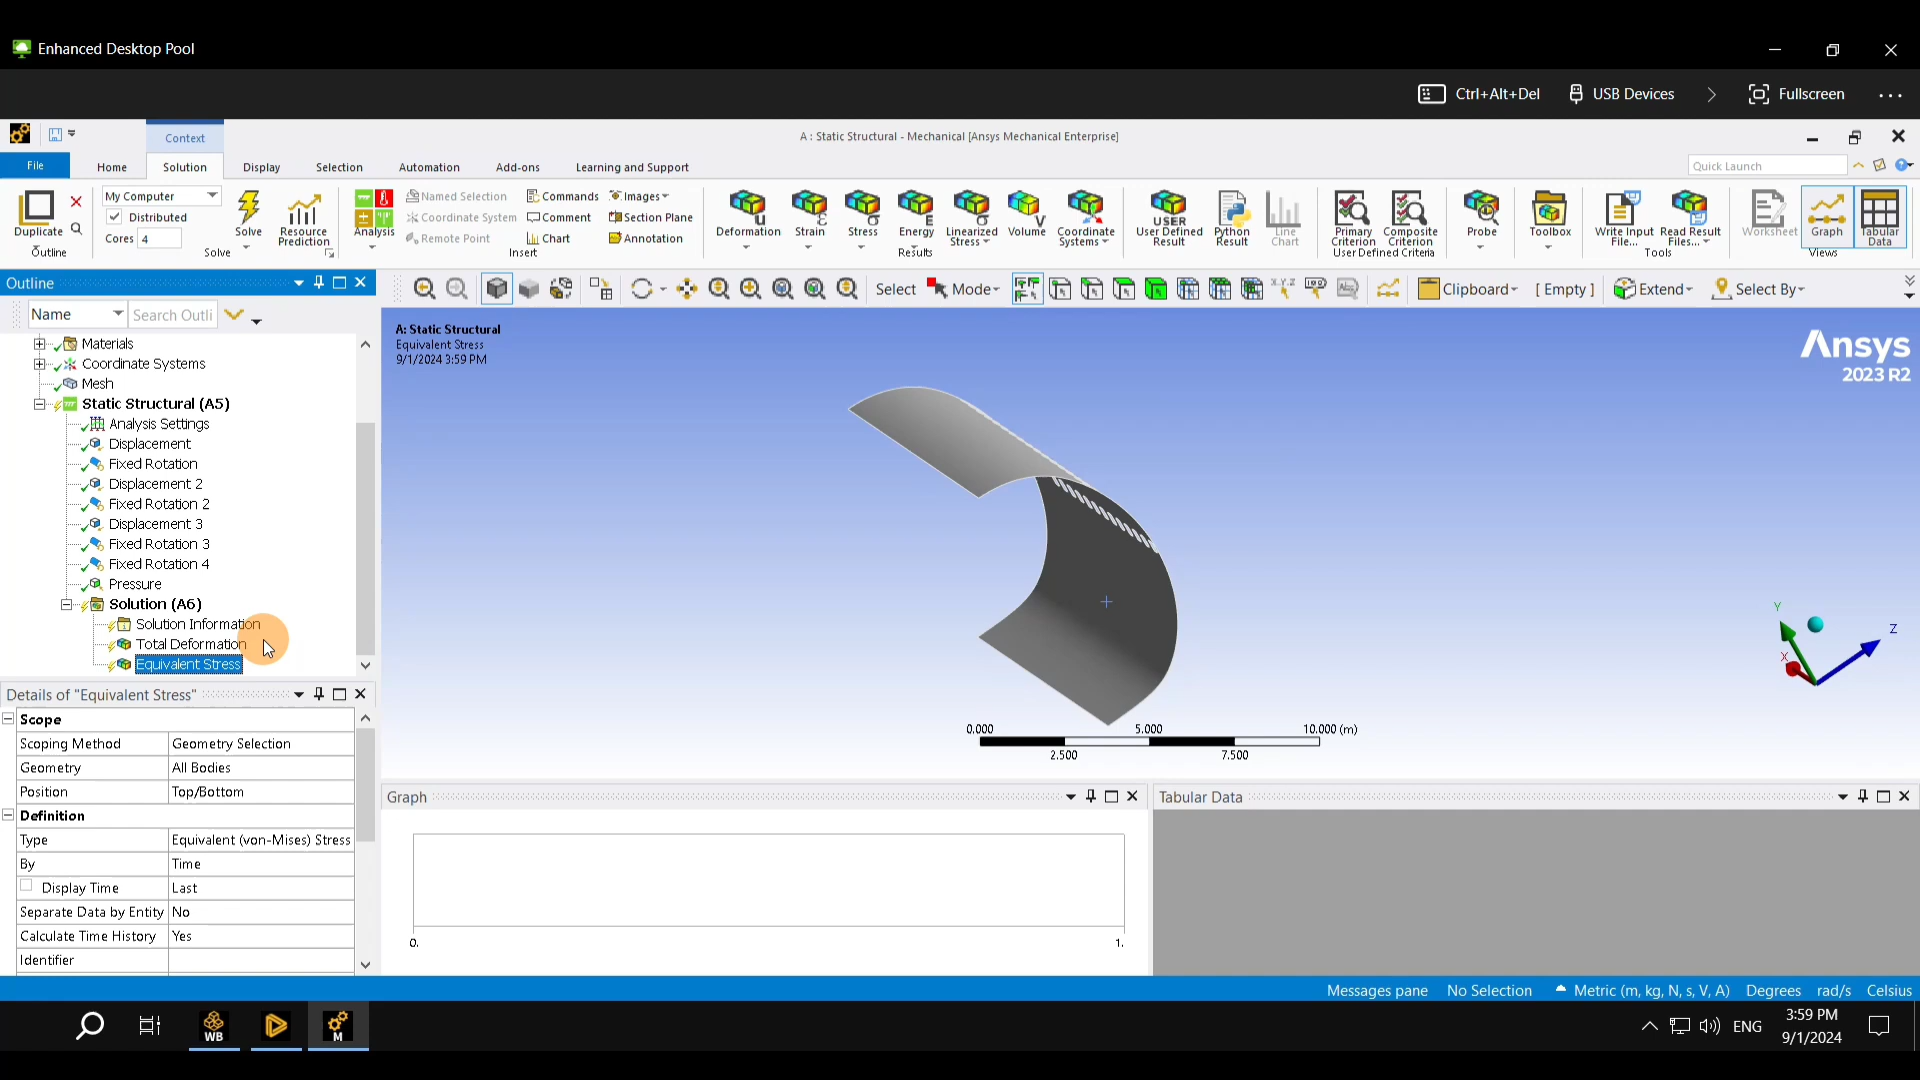 Enhanced Desktop Pool
Ctrl+Alt+Del USB Devices Fullscreen
Context
A : Static Structural - Mechanical [Ansys Mechanical Enterprise]
File Home Solution Display Selection Automation Add-ons Learning and Support Quick Launch
Duplicate
Outline
My Computer
Distributed
Cores 4
Solve
Resource
Prediction
Solve
Analysis
Named Selection Commands Images
Coordinate System Comment Section Plane
Remote Point Chart Annotation
Insert
Deformation Strain Stress Energy Linearized Stress Volume Coordinate Systems
Results
User Defined Result Python Result Line Chart
Primary Criterion Composite Criterion
User Defined Criteria
Probe
Toolbox
Write Input File... Read Result Files...
Tools
Worksheet Graph Tabular Data
Views
Outline
Name Search Outli
Select Mode Clipboard [ Empty ] Extend Select By
Materials
Coordinate Systems
Mesh
Static Structural (A5)
Analysis Settings
Displacement
Fixed Rotation
Displacement 2
Fixed Rotation 2
Displacement 3
Fixed Rotation 3
Fixed Rotation 4
Pressure
Solution (A6)
Solution Information
Total Deformation
Equivalent Stress
A: Static Structural
Equivalent Stress
9/1/2024 3:59 PM
Ansys
2023 R2
Y
Z
X
0.000 5.000 10.000 (m)
2.500 7.500
Details of "Equivalent Stress"
Scope
Scoping Method Geometry Selection
Geometry All Bodies
Position Top/Bottom
Definition
Type Equivalent (von-Mises) Stress
By Time
Display Time Last
Separate Data by Entity No
Calculate Time History Yes
Identifier
Graph
0. 1.
Tabular Data
Messages pane No Selection Metric (m, kg, N, s, V, A) Degrees rad/s Celsius
WB
M
ENG
3:59 PM
9/1/2024